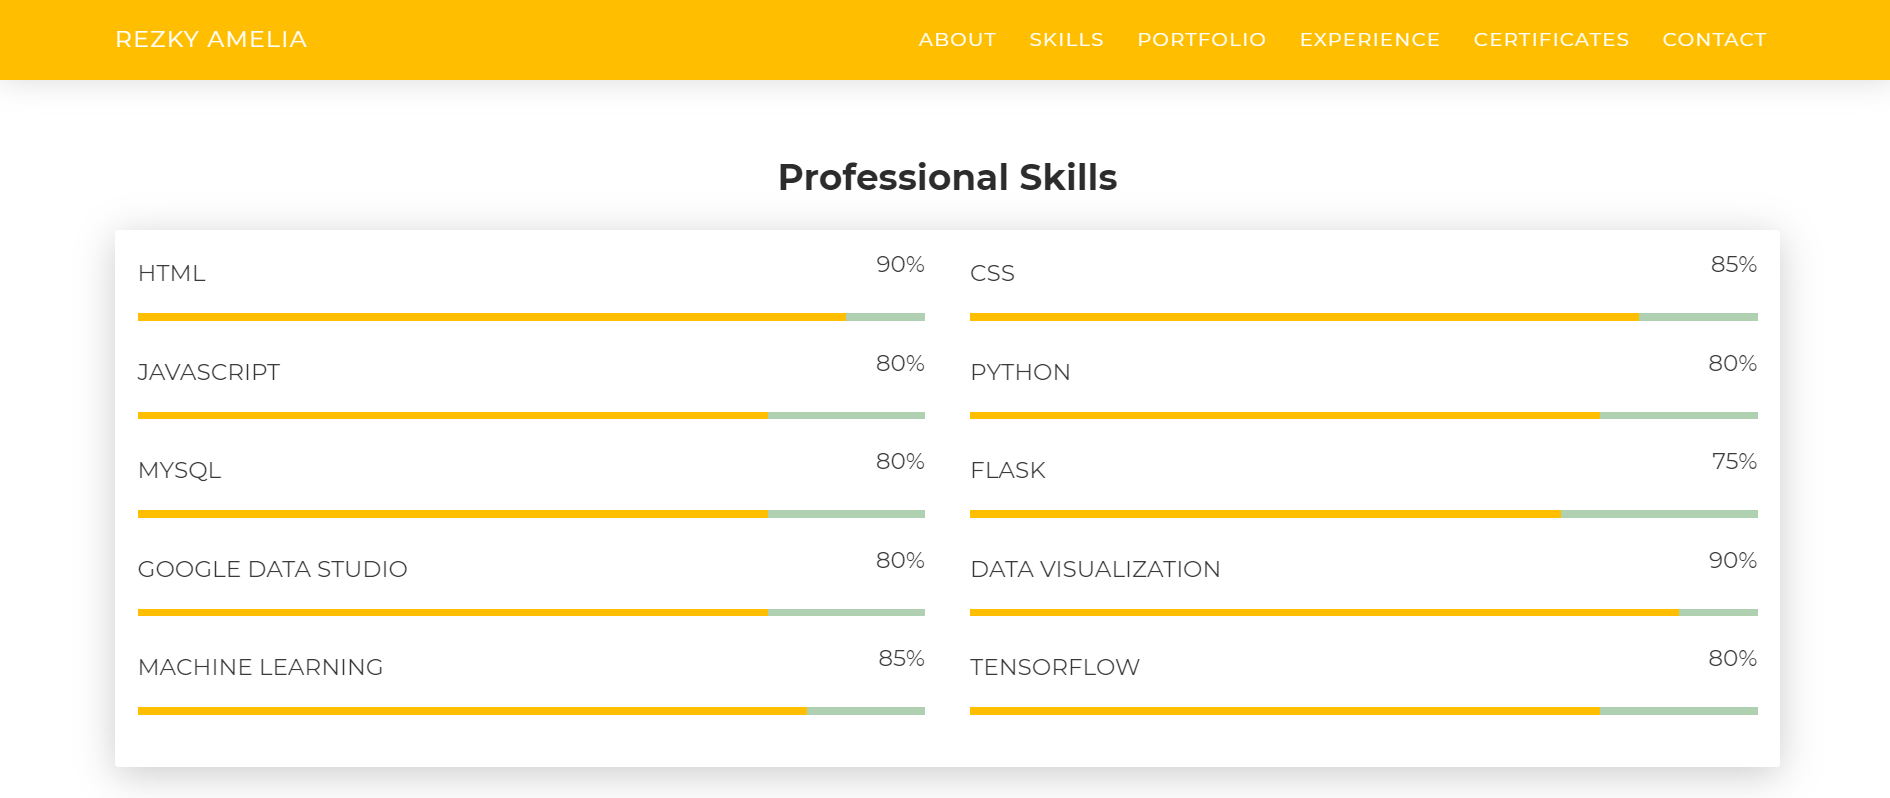 REZKY AMELIA ABOUT SKILLS PORTFOLIO EXPERIENCE CERTIFICATES CONTACT
Professional Skills
HTML 90%
CSS 85%
JAVASCRIPT 80%
PYTHON 80%
MYSQL 80%
FLASK 75%
GOOGLE DATA STUDIO 80%
DATA VISUALIZATION 90%
MACHINE LEARNING 85%
TENSORFLOW 80%